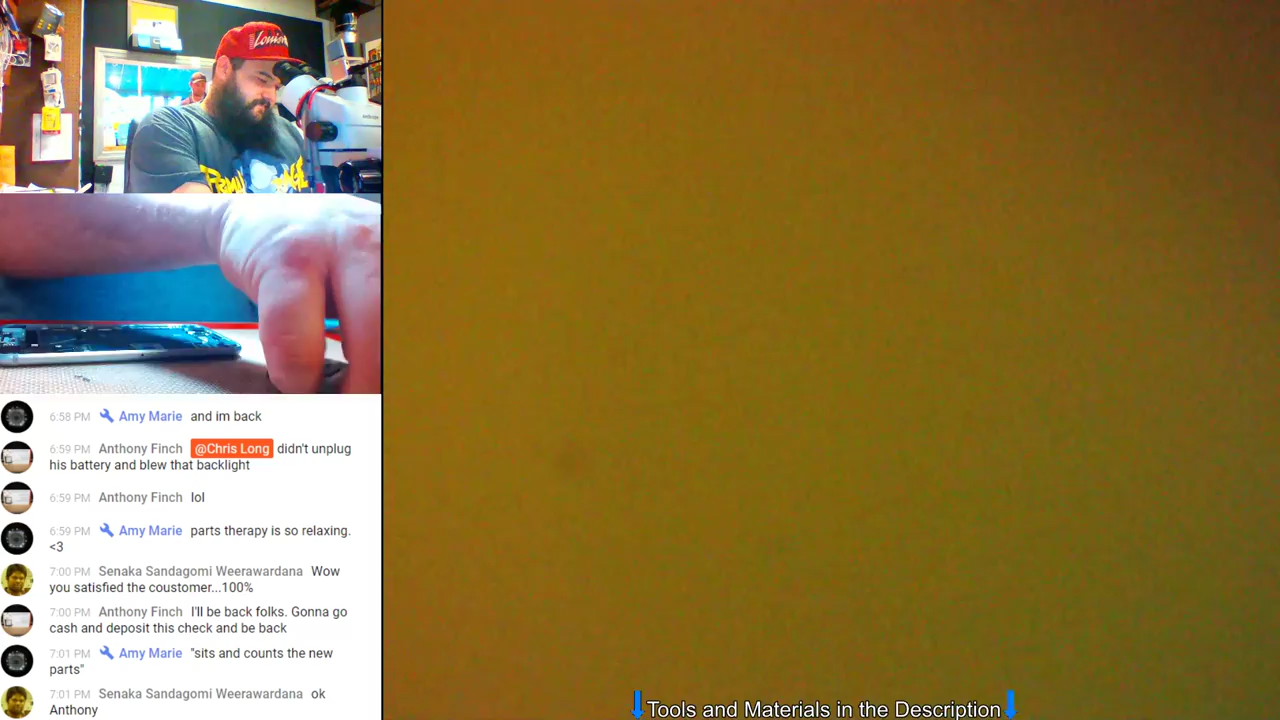 6:58 PM Amy Marie and im back
6:59 PM Anthony Finch @Chris Long didn't unplug
his battery and blew that backlight
6:59 PM Anthony Finch lol
6:59 PM Amy Marie parts therapy is so relaxing.
<3
7:00 PM Senaka Sandagomi Weerawardana Wow
you satisfied the coustomer...100%
7:00 PM Anthony Finch I'll be back folks. Gonna go
cash and deposit this check and be back
7:01 PM Amy Marie "sits and counts the new
parts"
7:01 PM Senaka Sandagomi Weerawardana ok
Anthony
Tools and Materials in the Description